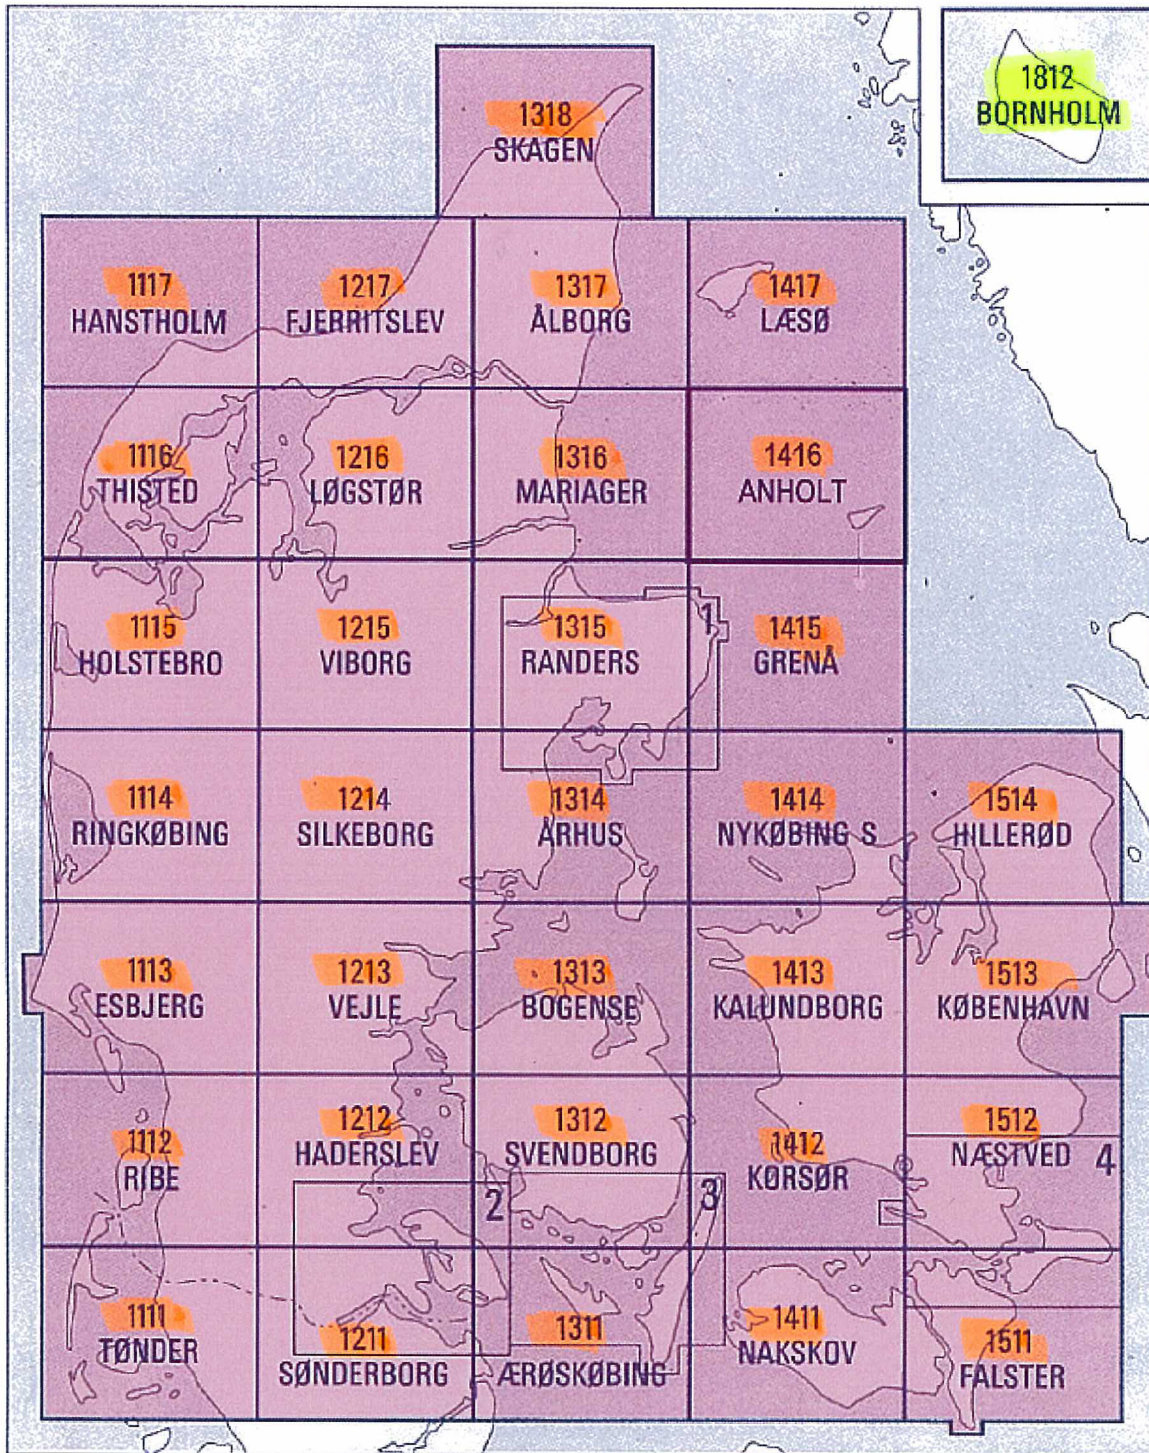 1812
BORNHOLM
1318
SKAGEN
1117
HANSTHOLM
1217
FJERRITSLEV
1317
ÅLBORG
1417
LÆSØ
1116
THISTED
1216
LØGSTØR
1316
MARIAGER
1416
ANHOLT
1115
HOLSTEBRO
1215
VIBORG
1315
RANDERS
1
1415
GRENÅ
1114
RINGKØBING
1214
SILKEBORG
1314
ÅRHUS
1414
NYKØBING S
1514
HILLERØD
1113
ESBJERG
1213
VEJLE
1313
BOGENSE
1413
KALUNDBORG
1513
KØBENHAVN
1112
RIBE
1212
HADERSLEV
2
1312
SVENDBORG
3
1412
KORSØR
1512
NÆSTVED
4
1111
TØNDER
1211
SØNDERBORG
1311
ÆRØSKØBING
1411
NAKSKOV
1511
FALSTER